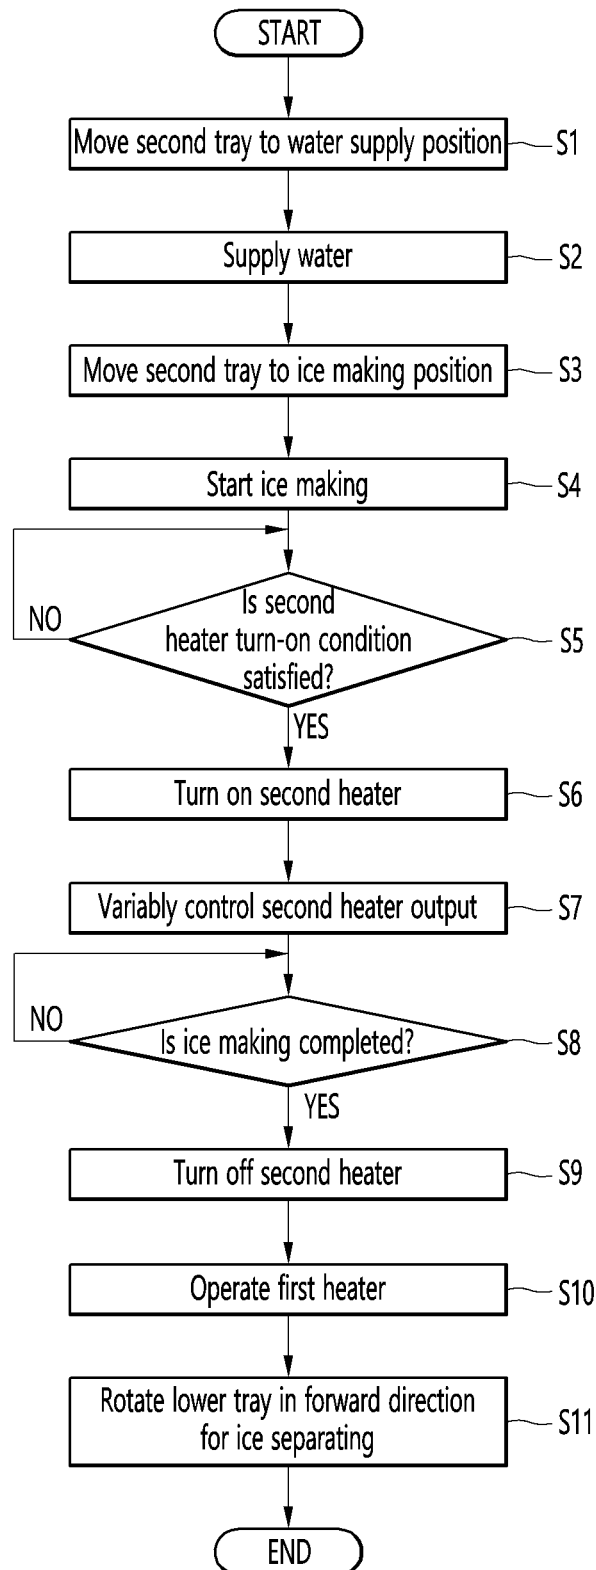 START
Move second tray to water supply position
S1
Supply water
S2
Move second tray to ice making position
S3
Start ice making
S4
Is second
heater turn-on condition
satisfied?
S5
NO
YES
Turn on second heater
S6
Variably control second heater output
S7
Is ice making completed?
S8
NO
YES
Turn off second heater
S9
Operate first heater
S10
Rotate lower tray in forward direction
for ice separating
S11
END